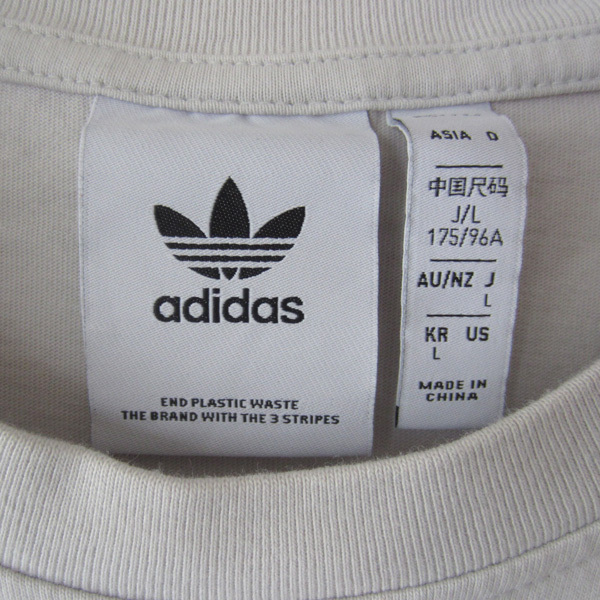 adidas
END PLASTIC WASTE
THE BRAND WITH THE 3 STRIPES
ASIA D
中国尺码
J/L
175/96A
AU/NZ J
L
KR US
L
MADE IN
CHINA